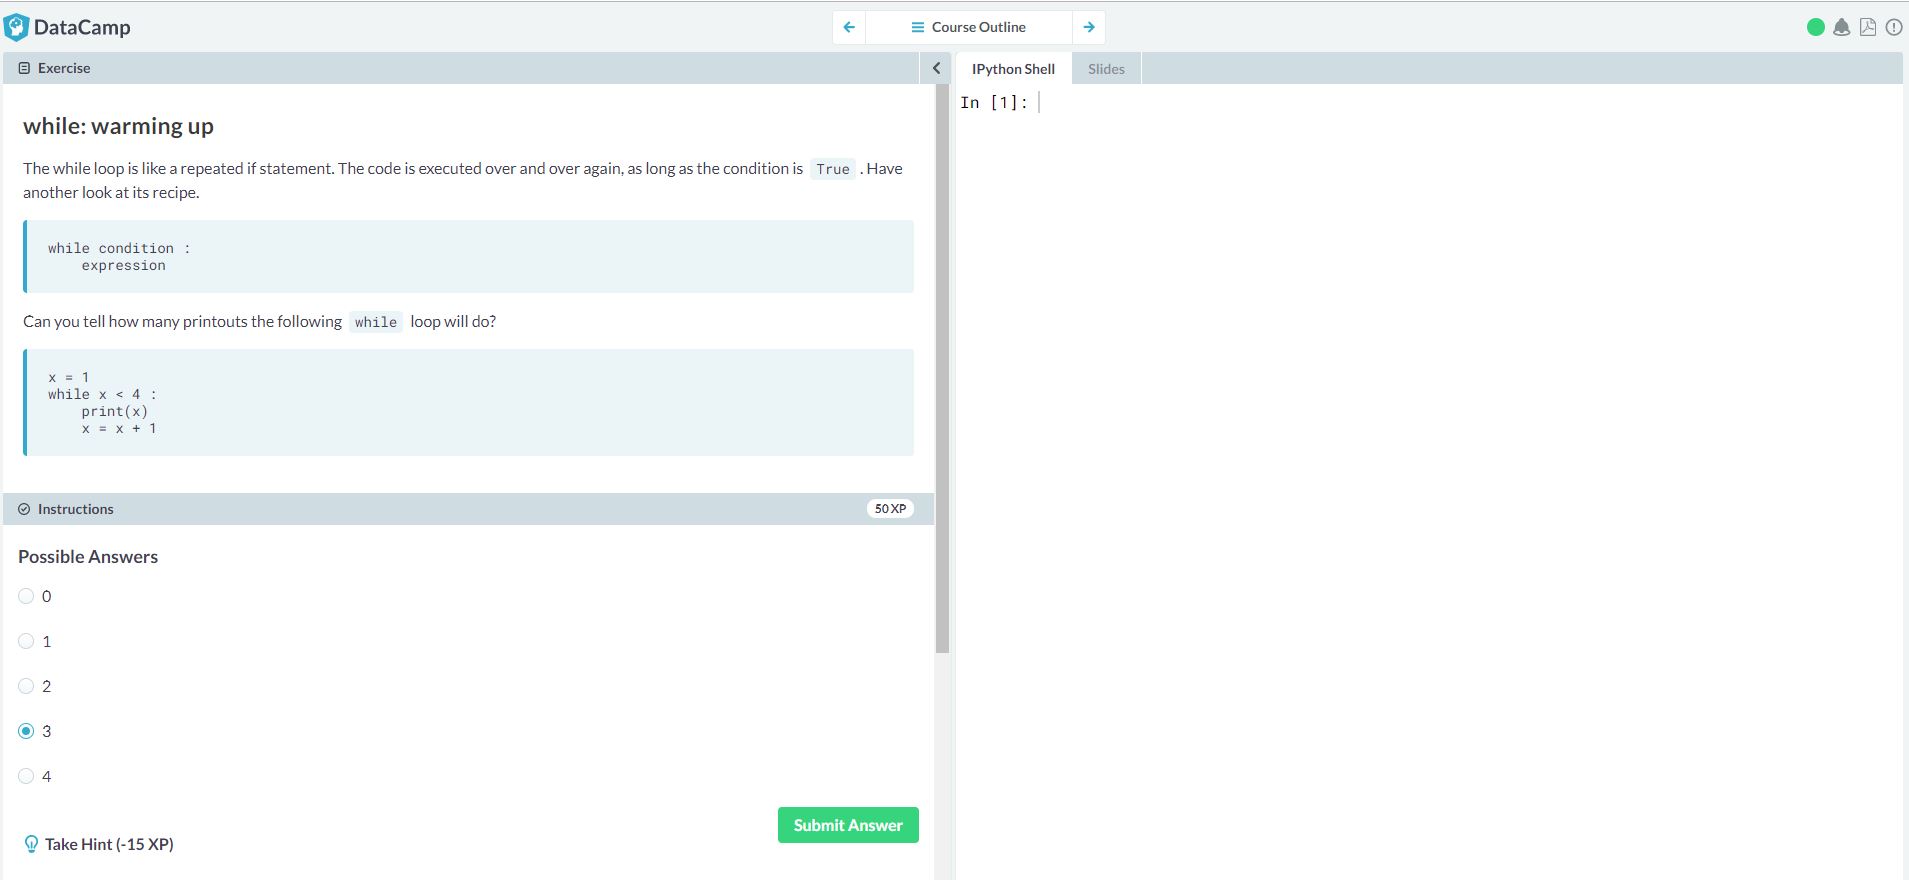 DataCamp
Course Outline
Exercise
IPython Shell
Slides
while: warming up
The while loop is like a repeated if statement. The code is executed over and over again, as long as the condition is True . Have
another look at its recipe.
while condition :
    expression
Can you tell how many printouts the following while loop will do?
x = 1
while x < 4 :
    print(x)
    x = x + 1
Instructions
50 XP
Possible Answers
0
1
2
3
4
Submit Answer
Take Hint (-15 XP)
In [1]: